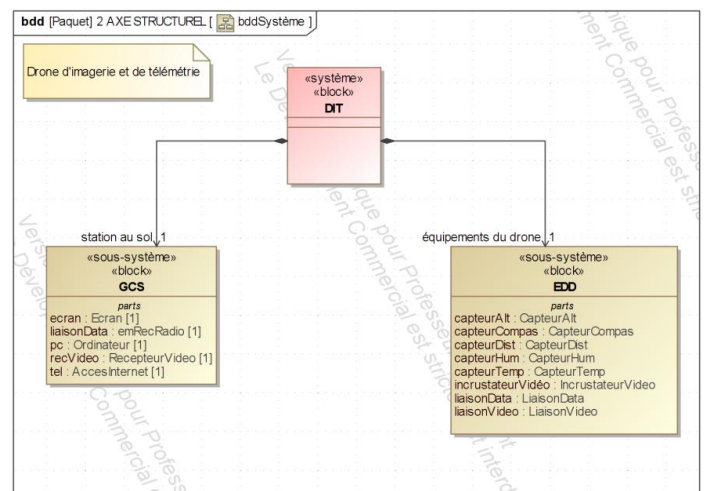 bdd [Paquet] 2 AXE STRUCTUREL [ bddSystème ]
Drone d'imagerie et de télémétrie
«système»
«block»
DIT
station au sol 1
«sous-système»
«block»
GCS
parts
ecran : Ecran [1]
liaisonData : emRecRadio [1]
pc : Ordinateur [1]
recVideo : RecepteurVideo [1]
tel : AccesInternet [1]
équipements du drone 1
«sous-système»
«block»
EDD
parts
capteurAlt : CapteurAlt
capteurCompas : CapteurCompas
capteurDist : CapteurDist
capteurHum : CapteurHum
capteurTemp : CapteurTemp
incrustateurVidéo : IncrustateurVideo
liaisonData : LiaisonData
liaisonVideo : LiaisonVideo